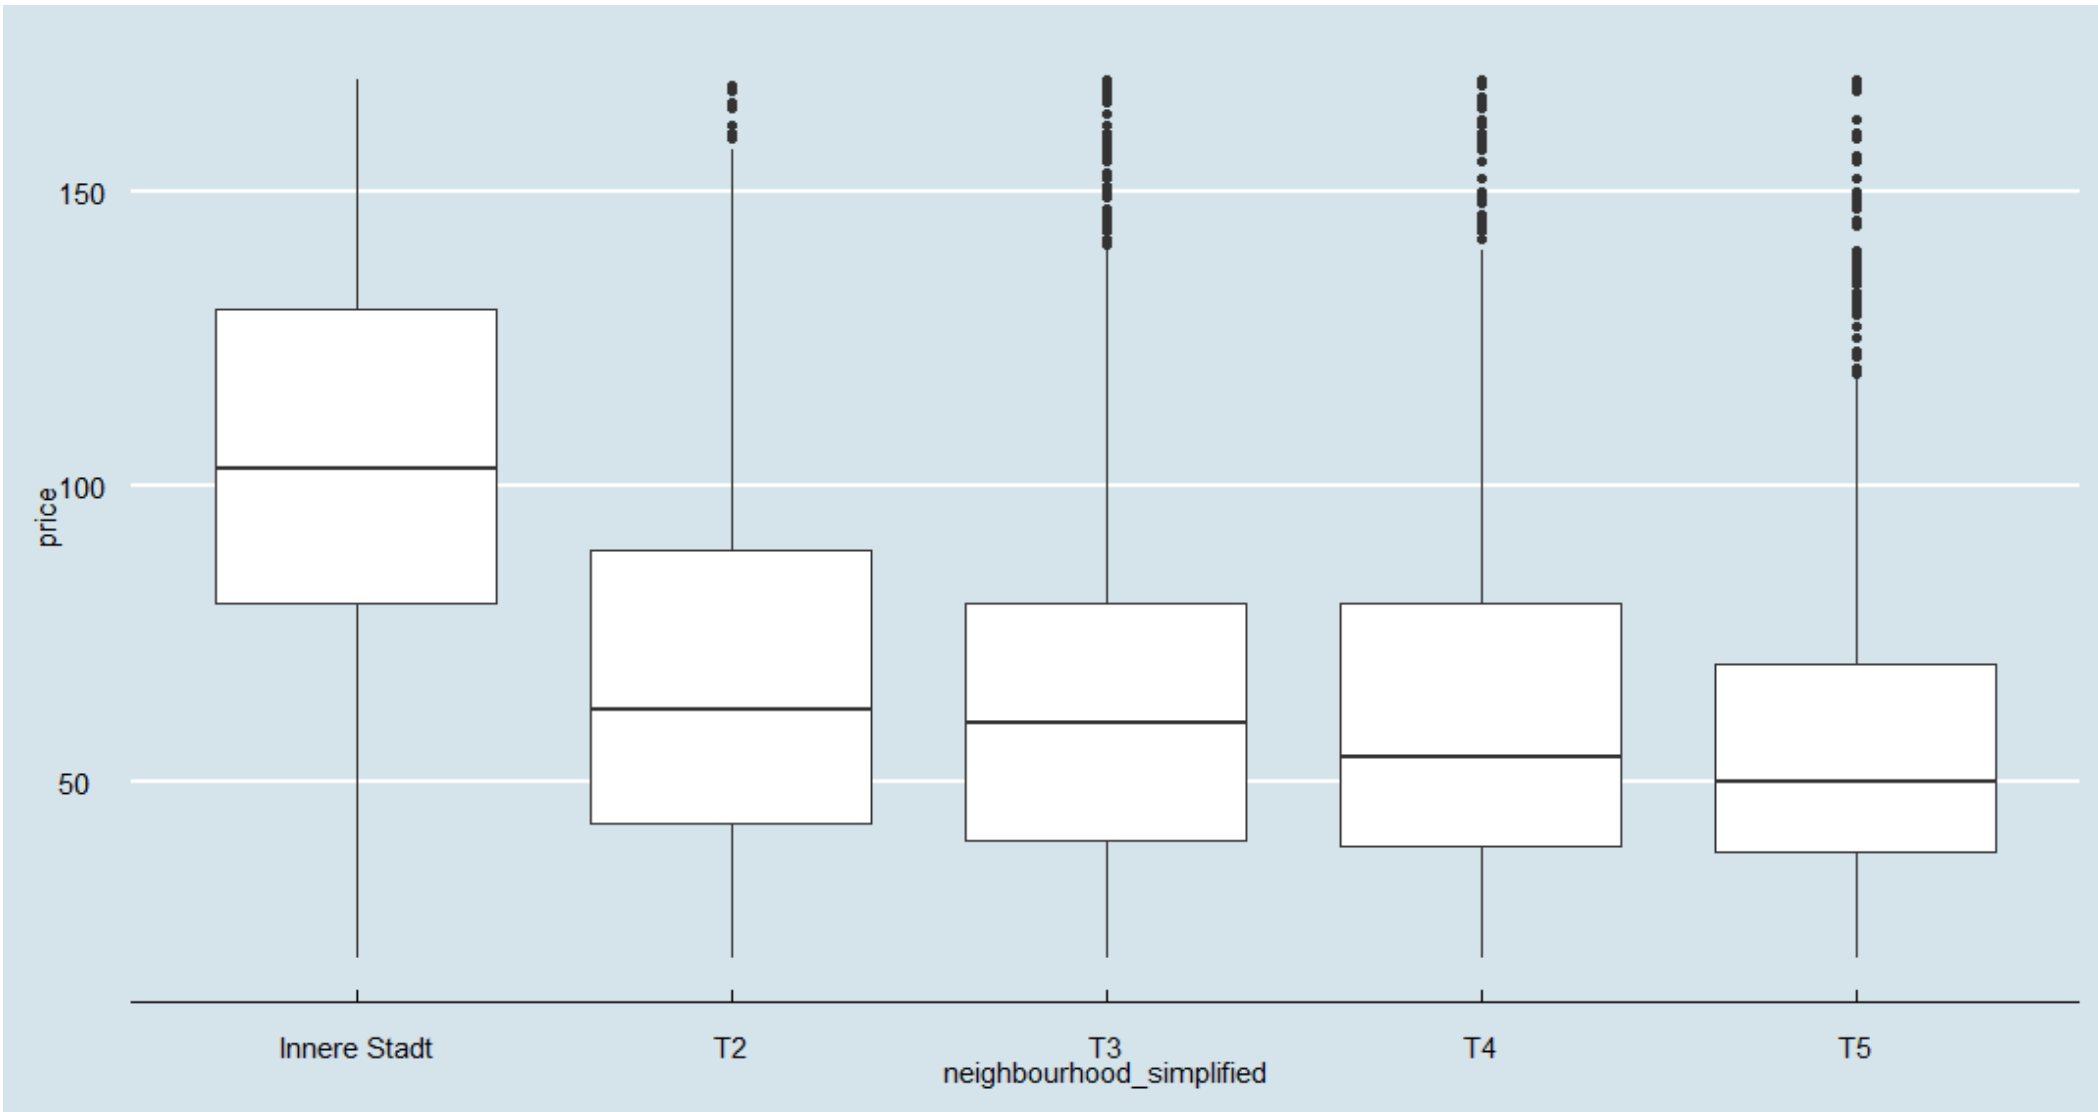 150
100
50
price
Innere Stadt
T2
T3
T4
T5
neighbourhood_simplified